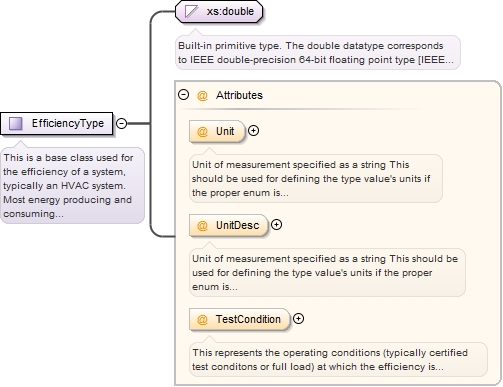 xs:double
Built-in primitive type. The double datatype corresponds
to IEEE double-precision 64-bit floating point type [IEEE...
EfficiencyType
This is a base class used for
the efficiency of a system,
typically an HVAC system.
Most energy producing and
consuming...
@ Attributes
@ Unit
Unit of measurement specified as a string This
should be used for defining the type value's units if
the proper enum is...
@ UnitDesc
Unit of measurement specified as a string This should be
used for defining the type value's units if the proper
enum is...
@ TestCondition
This represents the operating conditions (typically certified
test conditons or full load) at which the efficiency is...